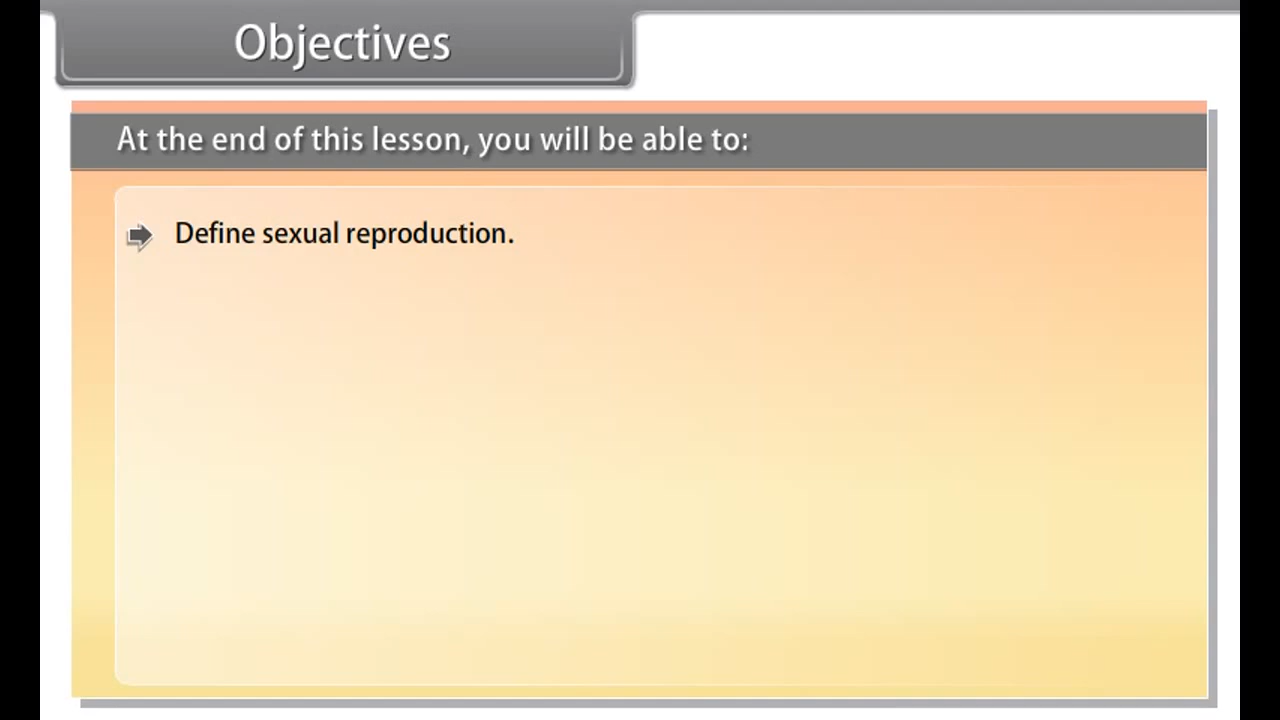 Objectives
At the end of this lesson, you will be able to:
Define sexual reproduction.